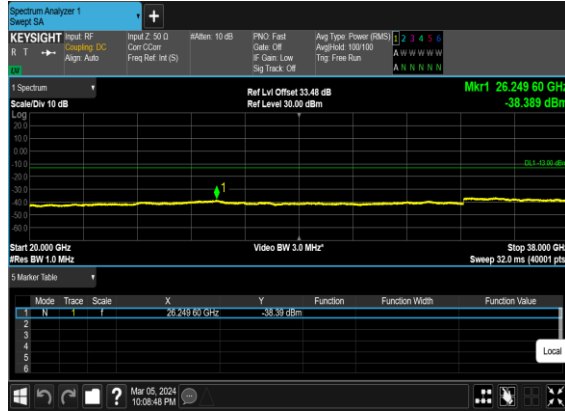 Spectrum Analyzer 1
Swept SA
+
KEYSIGHT Input: RF Input Z: 50 Ω #Atten: 10 dB PNO: Fast Avg Type: Power (RMS) 1 2 3 4 5 6
R T Coupling: DC Corr CCorr Gate: Off Avg|Hold: 100/100 A W W W W W
Align: Auto Freq Ref: Int (S) IF Gain: Low Trig: Free Run
LV Sig Track: Off A N N N N N
1 Spectrum Ref Lvl Offset 33.48 dB Mkr1 26.249 60 GHz
Scale/Div 10 dB Ref Level 30.00 dBm -38.389 dBm
Log
20.0
10.0
0.00
-10.0 DL1 -13.00 dBm
-20.0
-30.0 1
-40.0
-50.0
-60.0
Start 20.000 GHz Video BW 3.0 MHz* Stop 38.000 GHz
#Res BW 1.0 MHz Sweep 32.0 ms (40001 pts)
5 Marker Table
Mode Trace Scale X Y Function Function Width Function Value
1 N 1 f 26.249 60 GHz -38.39 dBm
2
3
4
5
6
Local
? Mar 05, 2024
10:08:48 PM